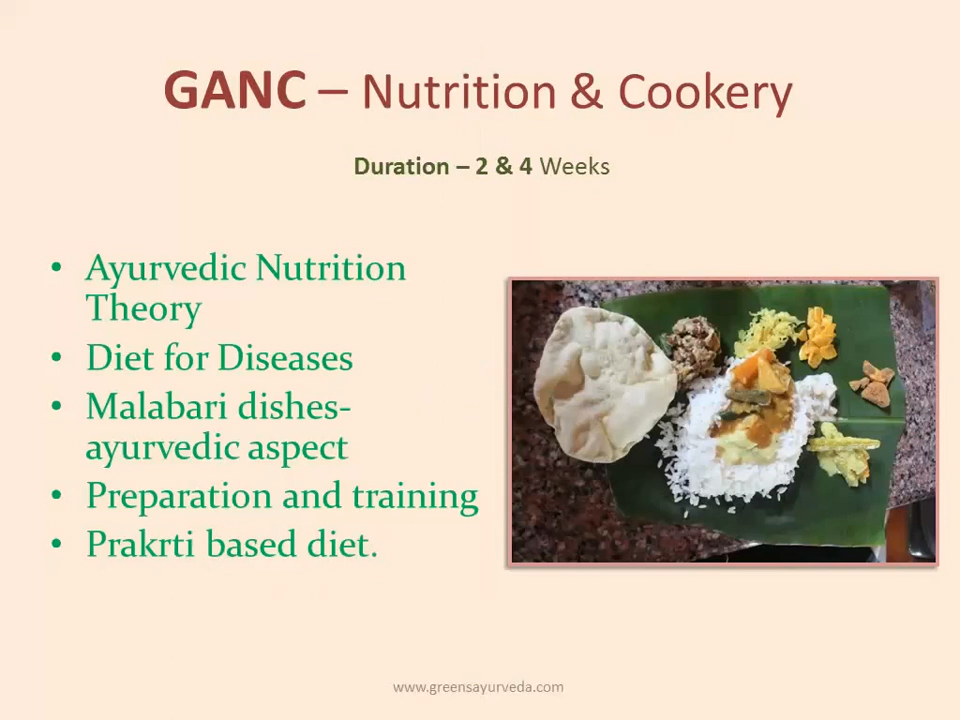 GANC – Nutrition & Cookery
Duration – 2 & 4 Weeks
• Ayurvedic Nutrition
Theory
• Diet for Diseases
• Malabari dishes-
ayurvedic aspect
• Preparation and training
• Prakrti based diet.
www.greensayurveda.com